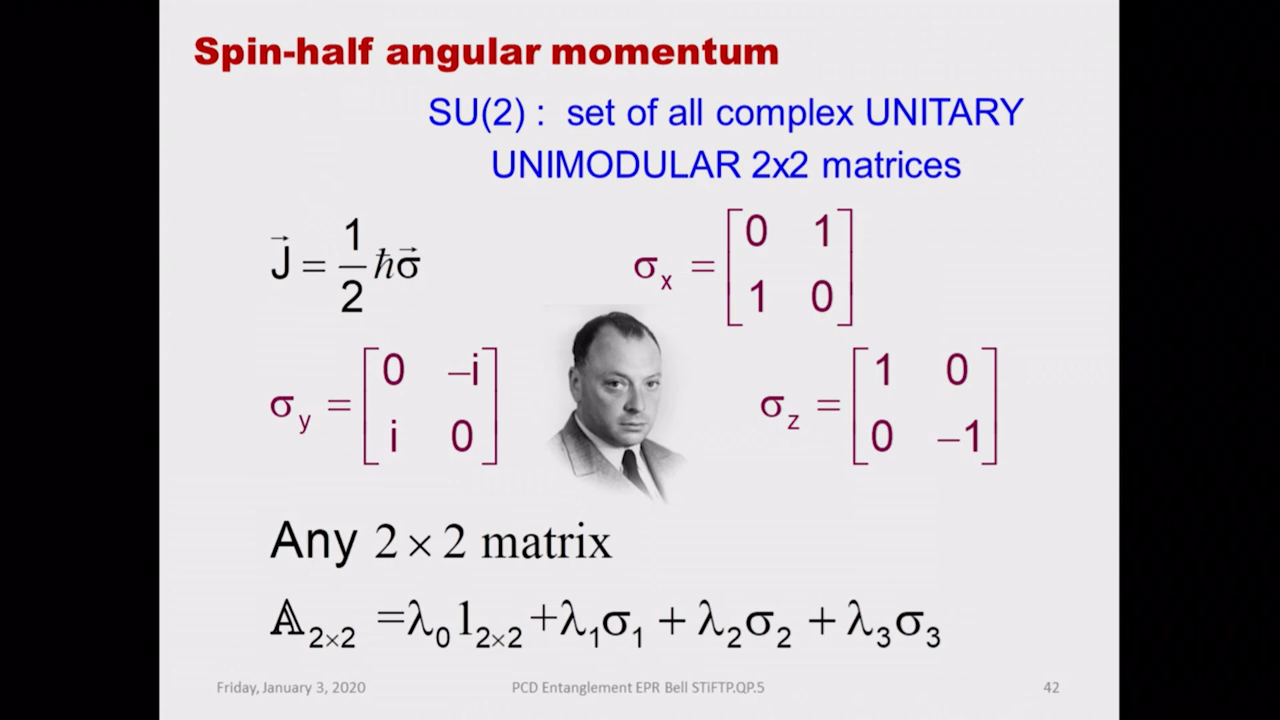 Spin-half angular momentum
SU(2) : set of all complex UNITARY
UNIMODULAR 2x2 matrices
J⃗ = 1/2 ħσ⃗
σx = [0 1; 1 0]
σy = [0 −i; i 0]
σz = [1 0; 0 −1]
Any 2 × 2 matrix
𝔸2×2 =λ0 12×2 +λ1σ1 + λ2σ2 + λ3σ3
Friday, January 3, 2020 PCD Entanglement EPR Bell STiFTP.QP.5 42